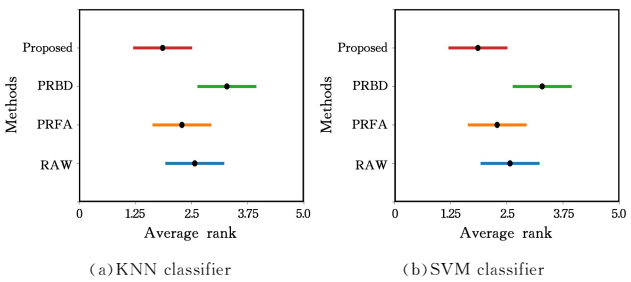 Methods
Proposed
PRBD
PRFA
RAW
0 1.25 2.5 3.75 5.0
Average rank
(a)KNN classifier
Methods
Proposed
PRBD
PRFA
RAW
0 1.25 2.5 3.75 5.0
Average rank
(b)SVM classifier